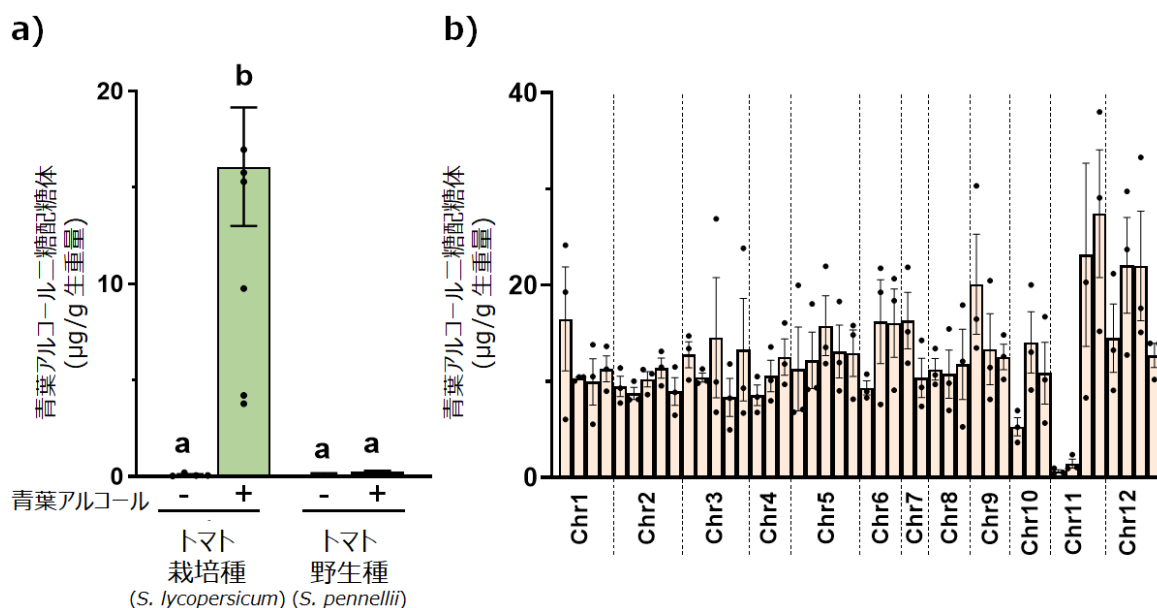 a)
青葉アルコール二糖配糖体
(μg/g 生重量)
20
10
0
a
b
a
a
青葉アルコール
- + - +
トマト
栽培種
(S. lycopersicum)
トマト
野生種
(S. pennellii)
b)
青葉アルコール二糖配糖体
(μg/g 生重量)
40
20
0
Chr1
Chr2
Chr3
Chr4
Chr5
Chr6
Chr7
Chr8
Chr9
Chr10
Chr11
Chr12